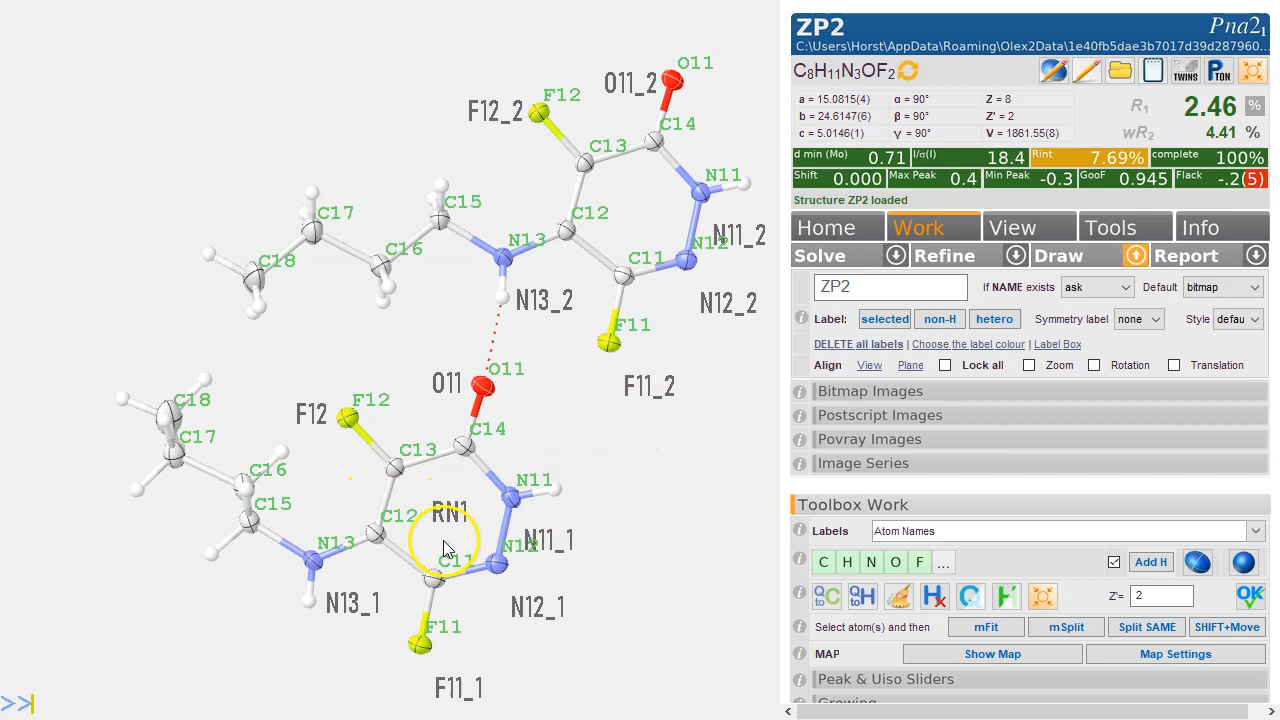 O11
O11_2
F12
F12_2
C14
C13
N11
C15
C17
C12
N11_2
N13
N12
C16
C11
C18
N13_2
N12_2
F11
O11
O11
F11_2
F12
F12
C18
C14
C17
C13
C16
N11
C15
RN1
C12
N11_1
N13
N12
C11
N13_1
N12_1
F11
F11_1
>>
ZP2
Pna2₁
C:\Users\Horst\AppData\Roaming\Olex2Data\1e40fb5dae3b7017d39d287960...
C₈H₁₁N₃OF₂
TWINS
PTON
a = 15.0815(4) α = 90° Z = 8
b = 24.6147(6) β = 90° Z' = 2
c = 5.0146(1) γ = 90° V = 1861.55(8)
R₁ 2.46 %
wR₂ 4.41 %
d min (Mo) 0.71 I/σ(I) 18.4 Rint 7.69% complete 100%
Shift 0.000 Max Peak 0.4 Min Peak -0.3 GooF 0.945 Flack -.2(5)
Structure ZP2 loaded
Home Work View Tools Info
Solve Refine Draw Report
ZP2 If NAME exists ask Default bitmap
Label: selected non-H hetero Symmetry label none Style defau
DELETE all labels | Choose the label colour | Label Box
Align View Plane Lock all Zoom Rotation Translation
Bitmap Images
Postscript Images
Povray Images
Image Series
Toolbox Work
Labels Atom Names
C H N O F ... Add H
Q to C Q to H H Z'= 2 OK
Select atom(s) and then mFit mSplit Split SAME SHIFT+Move
MAP Show Map Map Settings
Peak & Uiso Sliders
Growing